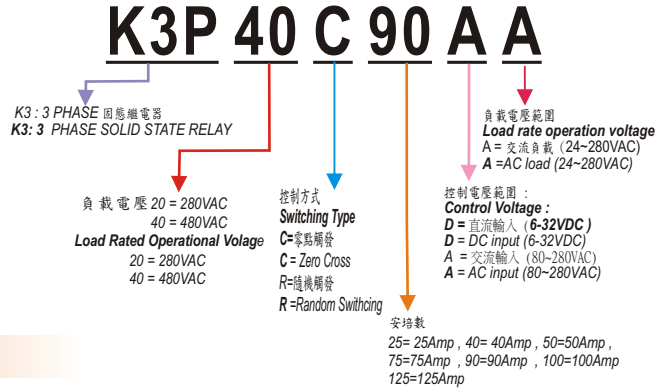 K3P 40 C 90 A A
K3 : 3 PHASE 固態繼電器
K3: 3 PHASE SOLID STATE RELAY
負載電壓 20 = 280VAC
40 = 480VAC
Load Rated Operational Volage
20 = 280VAC
40 = 480VAC
控制方式
Switching Type
C=零點觸發
C = Zero Cross
R=隨機觸發
R =Random Swithcing
安培數
25= 25Amp , 40= 40Amp , 50=50Amp ,
75=75Amp , 90=90Amp , 100=100Amp
125=125Amp
控制電壓範圍 :
Control Voltage :
D = 直流輸入 (6-32VDC )
D = DC input (6-32VDC)
A = 交流輸入 (80~280VAC)
A = AC input (80~280VAC)
負載電壓範圍
Load rate operation voltage
A = 交流負載 (24~280VAC)
A =AC load (24~280VAC)